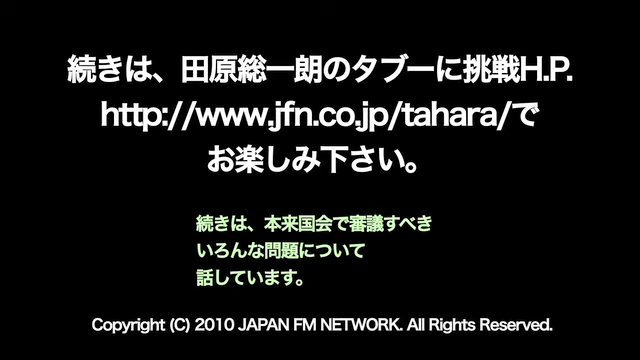 続きは、田原総一朗のタブーに挑戦H.P.
http://www.jfn.co.jp/tahara/で
お楽しみ下さい。
続きは、本来国会で審議すべき
いろんな問題について
話しています。
Copyright (C) 2010 JAPAN FM NETWORK. All Rights Reserved.